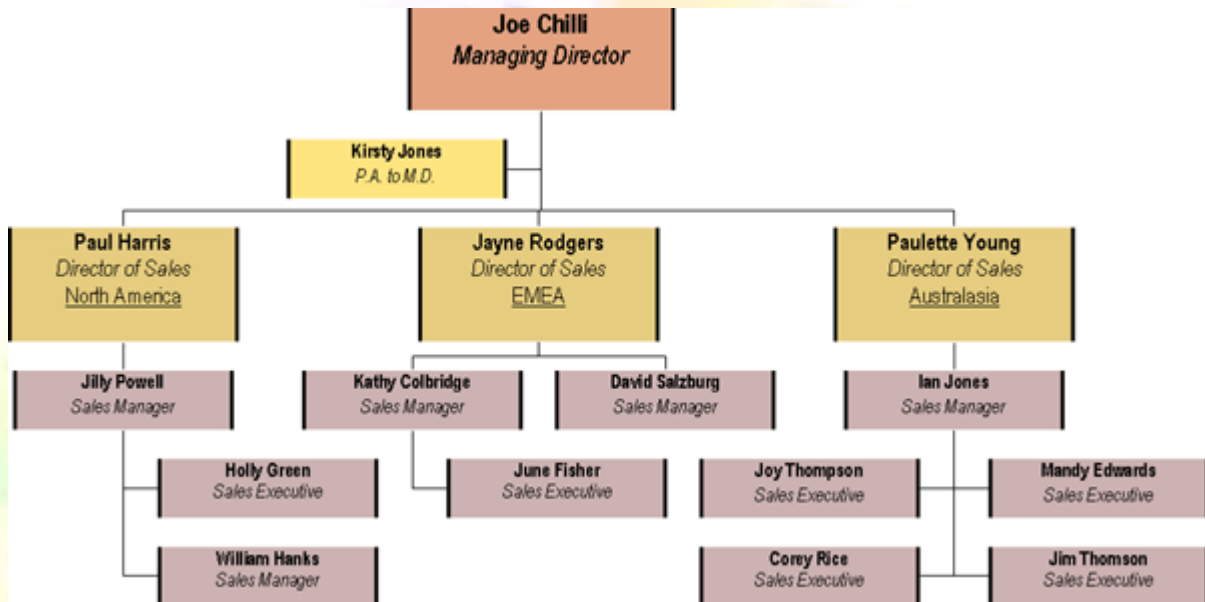 Joe Chilli
Managing Director
Kirsty Jones
P.A. to M.D.
Paul Harris
Director of Sales
North America
Jayne Rodgers
Director of Sales
EMEA
Paulette Young
Director of Sales
Australasia
Jilly Powell
Sales Manager
Kathy Colbridge
Sales Manager
David Salzburg
Sales Manager
Ian Jones
Sales Manager
Holly Green
Sales Executive
June Fisher
Sales Executive
Joy Thompson
Sales Executive
Mandy Edwards
Sales Executive
William Hanks
Sales Manager
Corey Rice
Sales Executive
Jim Thomson
Sales Executive